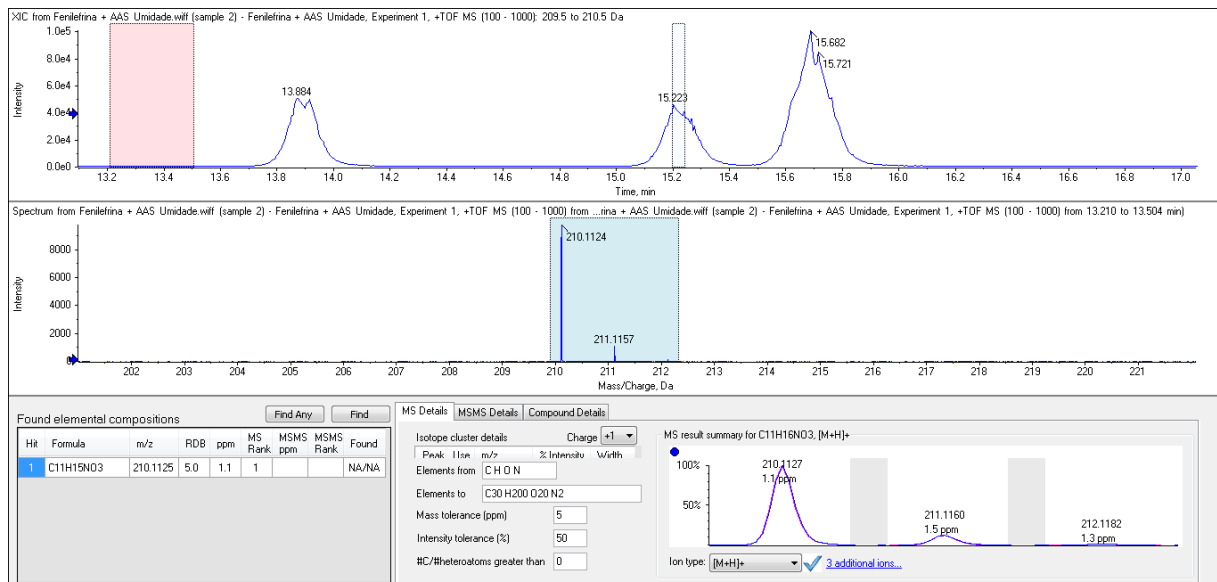 XIC from Fenilefrina + AAS Umidade.wiff (sample 2) - Fenilefrina + AAS Umidade, Experiment 1, +TOF MS (100 - 1000): 209.5 to 210.5 Da
1.0e5
8.0e4
6.0e4
4.0e4
2.0e4
0.0e0
Intensity
13.884
15.223
15.682
15.721
13.2 13.4 13.6 13.8 14.0 14.2 14.4 14.6 14.8 15.0 15.2 15.4 15.6 15.8 16.0 16.2 16.4 16.6 16.8 17.0
Time, min
Spectrum from Fenilefrina + AAS Umidade.wiff (sample 2) - Fenilefrina + AAS Umidade, Experiment 1, +TOF MS (100 - 1000) from ...rina + AAS Umidade.wiff (sample 2) - Fenilefrina + AAS Umidade, Experiment 1, +TOF MS (100 - 1000) from 13.210 to 13.504 min)
8000
6000
4000
2000
0
Intensity
210.1124
211.1157
202 203 204 205 206 207 208 209 210 211 212 213 214 215 216 217 218 219 220 221
Mass/Charge, Da
Found elemental compositions
Find Any
Find
Hit Formula m/z RDB ppm MS Rank MSMS ppm MSMS Rank Found
1 C11H15NO3 210.1125 5.0 1.1 1 NA/NA
MS Details MSMS Details Compound Details
Isotope cluster details Charge +1
Peak Use m/z % Intensity Width
Elements from C H O N
Elements to C30 H200 O20 N2
Mass tolerance (ppm) 5
Intensity tolerance (%) 50
#C/#heteroatoms greater than 0
MS result summary for C11H16NO3, [M+H]+
100%
50%
210.1127
1.1 ppm
211.1160
1.5 ppm
212.1182
1.3 ppm
Ion type: [M+H]+ 3 additional ions...